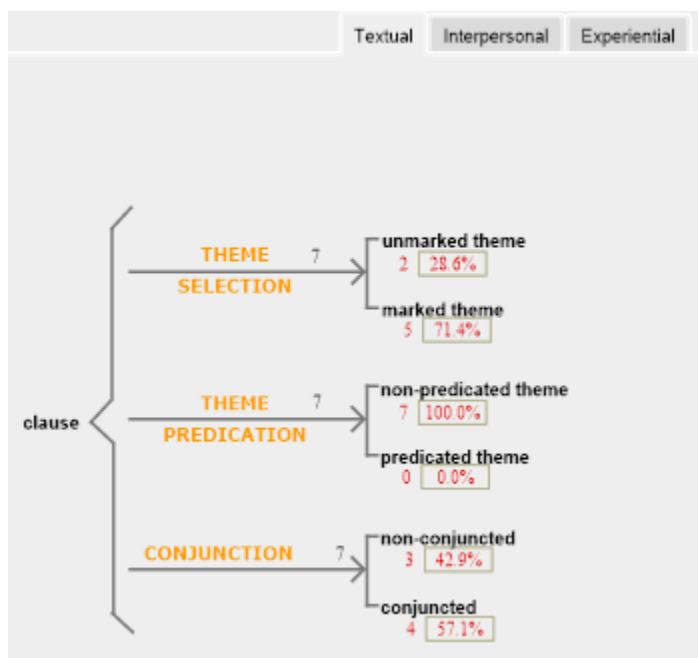 Textual Interpersonal Experiential
THEME 7
SELECTION
unmarked theme
2 28.6%
marked theme
5 71.4%
clause
THEME 7
PREDICATION
non-predicated theme
7 100.0%
predicated theme
0 0.0%
CONJUNCTION 7
non-conjuncted
3 42.9%
conjuncted
4 57.1%